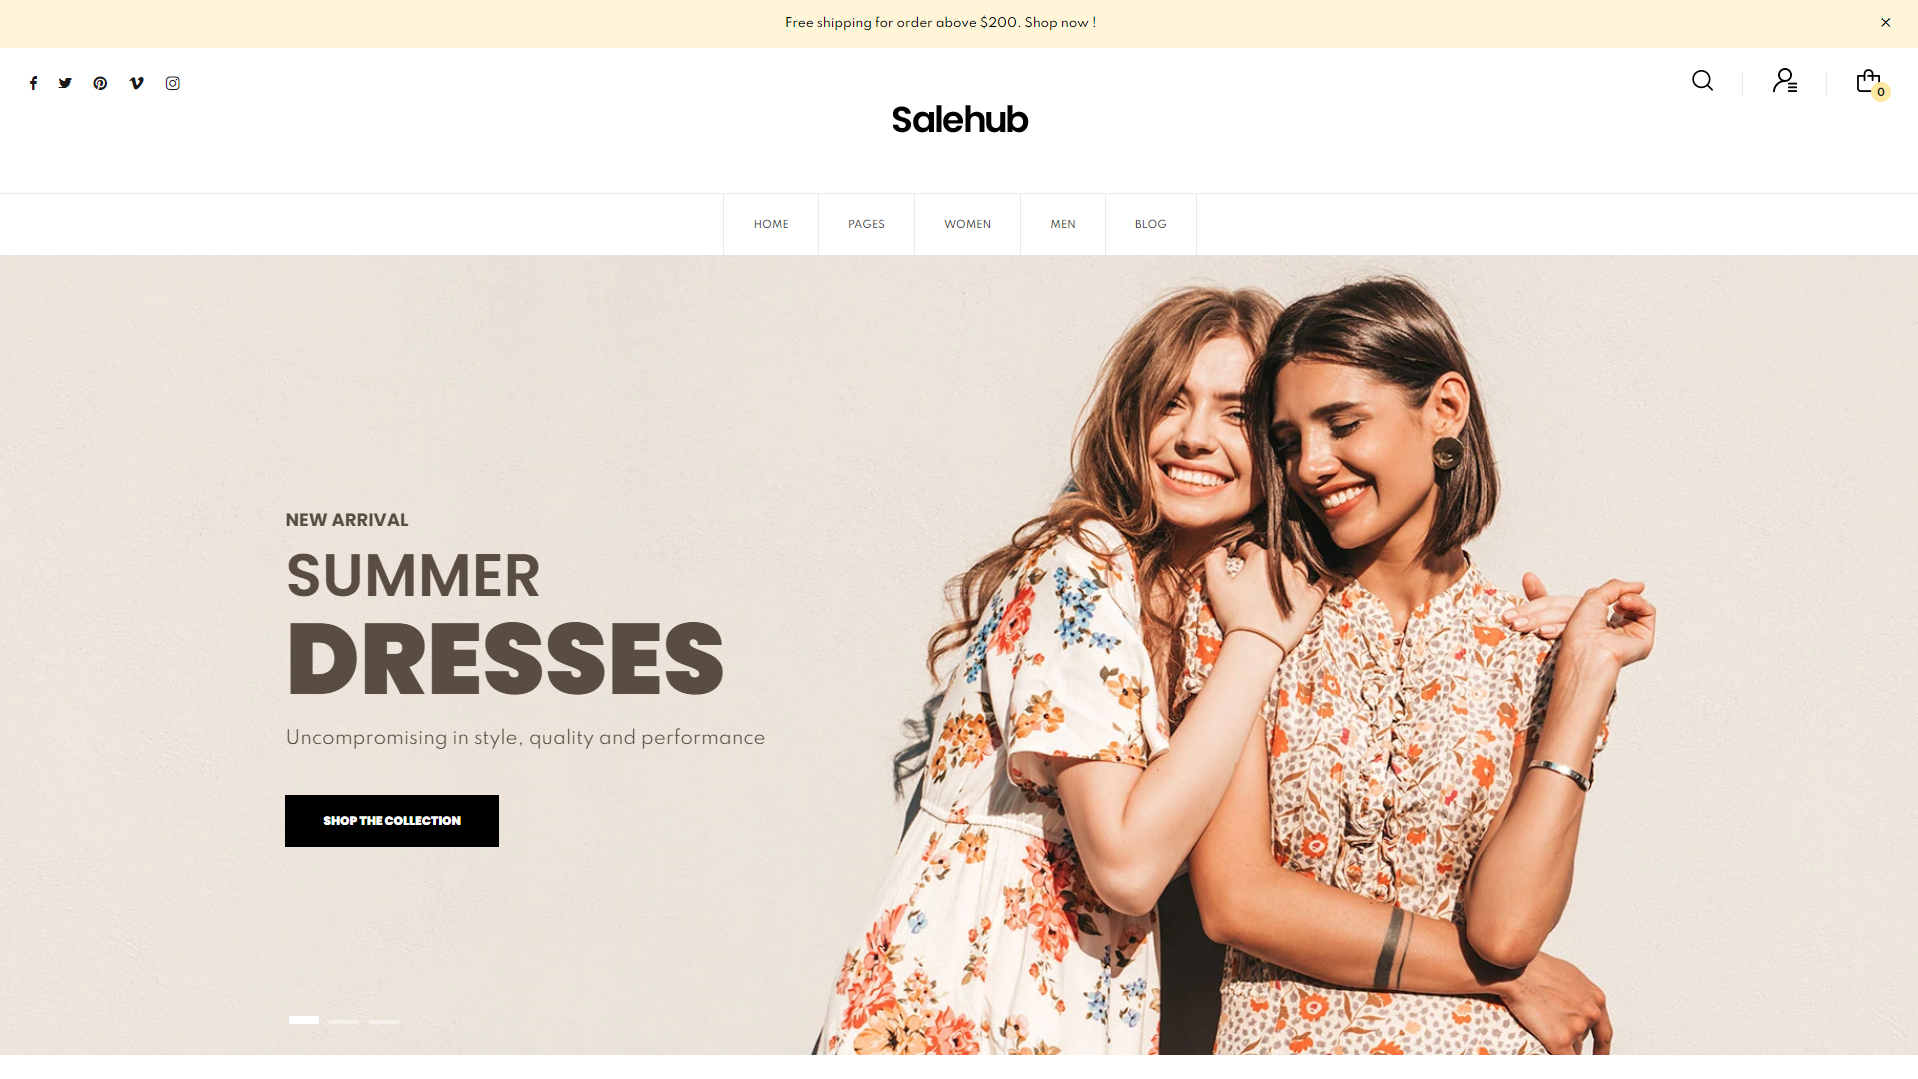 Free shipping for order above $200. Shop now !
Salehub
0
HOME
PAGES
WOMEN
MEN
BLOG
NEW ARRIVAL
SUMMER
DRESSES
Uncompromising in style, quality and performance
SHOP THE COLLECTION